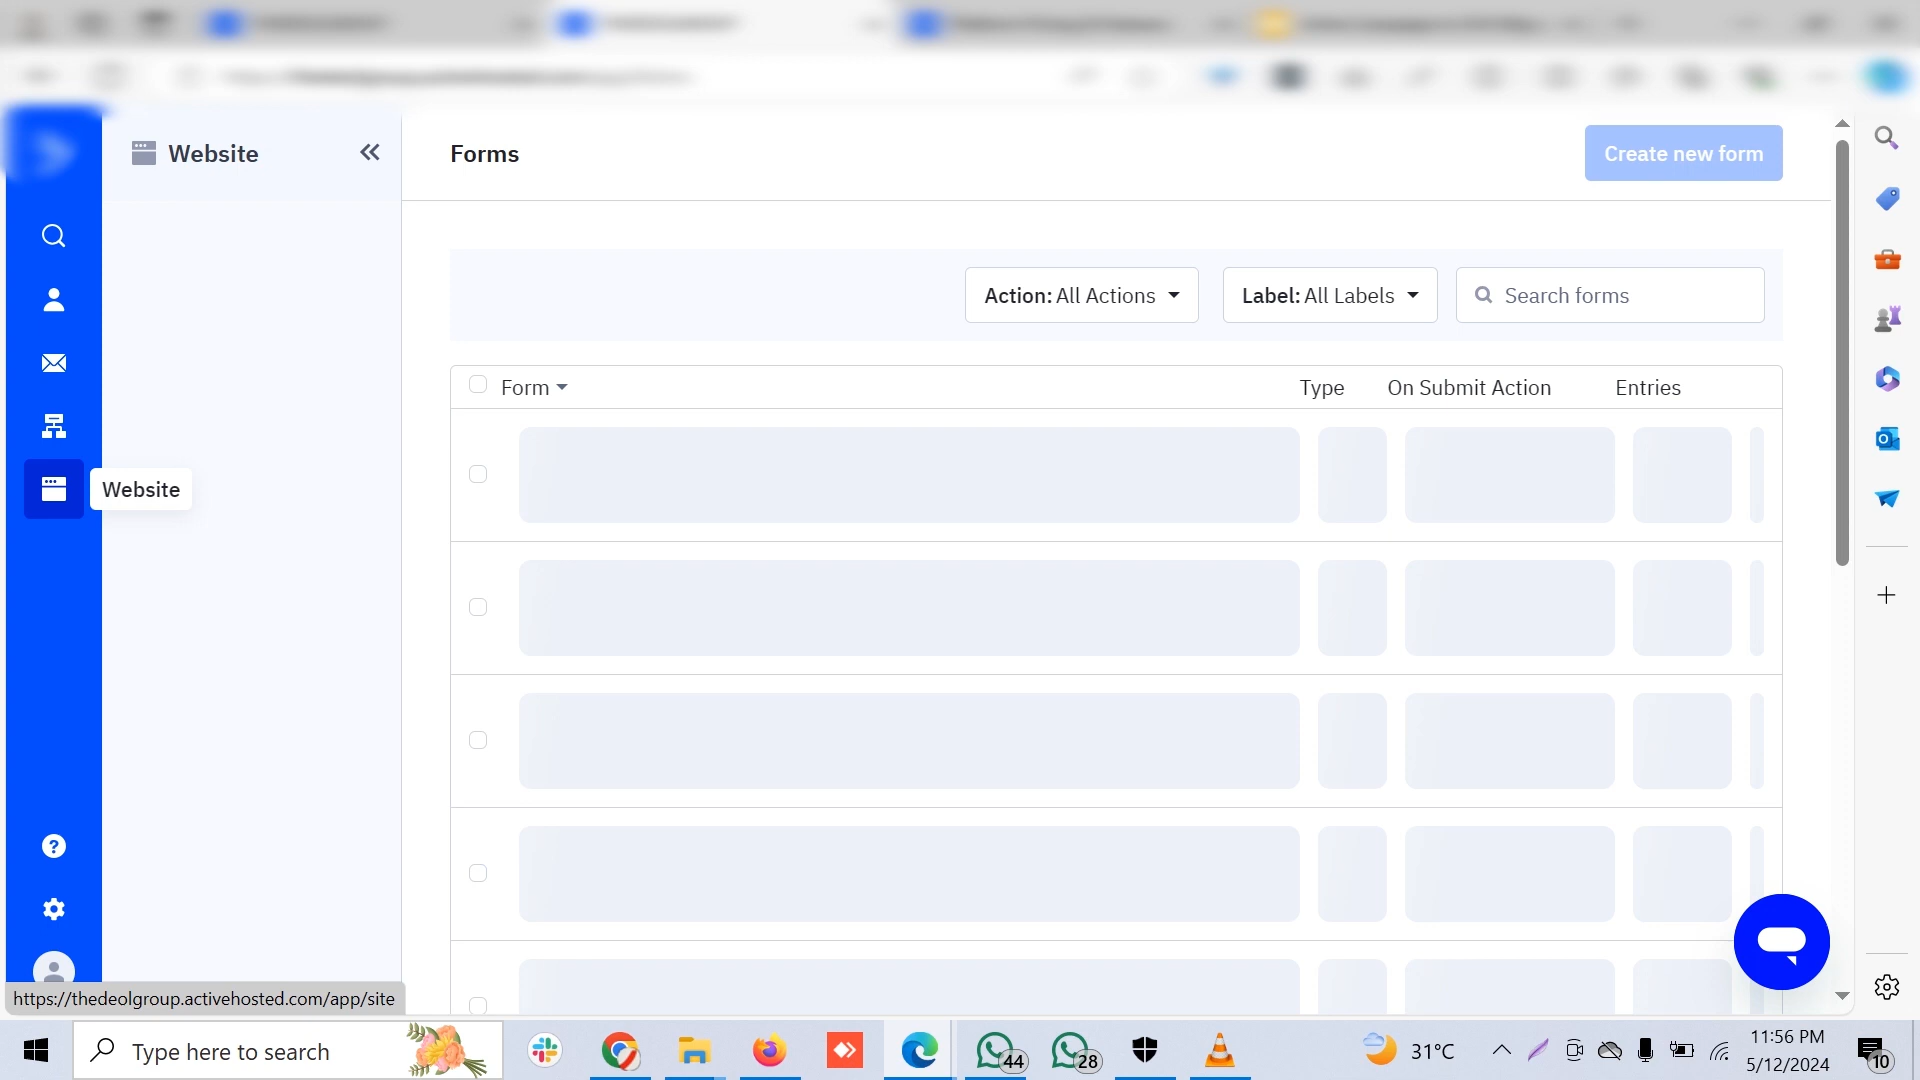 Website
Forms
Create new form
Action: All Actions
Label: All Labels
Search forms
Form
Type
On Submit Action
Entries
Website
https://thedeolgroup.activehosted.com/app/site
Type here to search
44
28
31°C
11:56 PM
5/12/2024
10